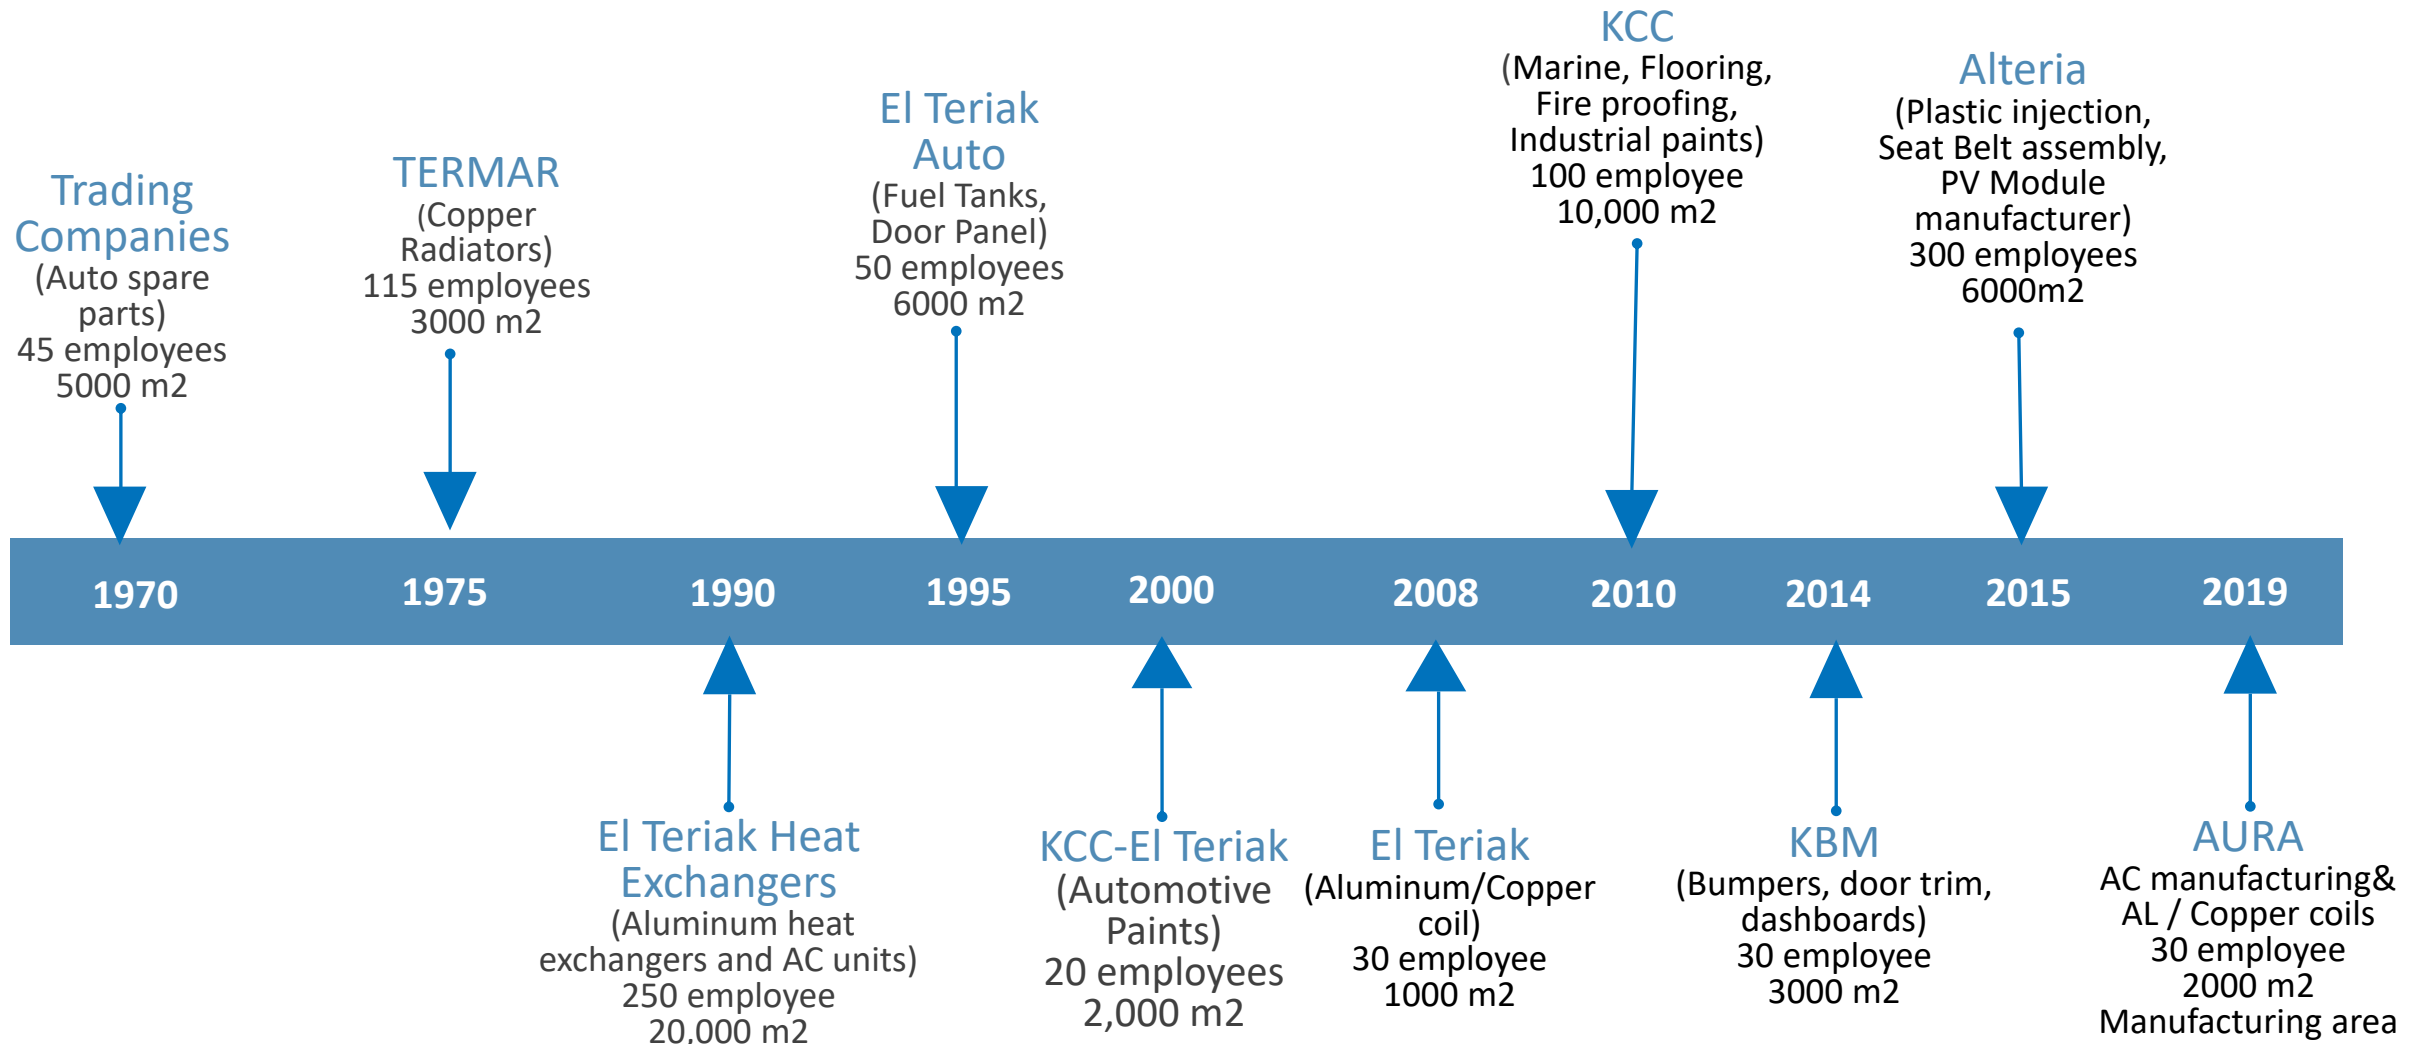 Trading
Companies
(Auto spare
parts)
45 employees
5000 m2
TERMAR
(Copper
Radiators)
115 employees
3000 m2
El Teriak
Auto
(Fuel Tanks,
Door Panel)
50 employees
6000 m2
KCC
(Marine, Flooring,
Fire proofing,
Industrial paints)
100 employee
10,000 m2
Alteria
(Plastic injection,
Seat Belt assembly,
PV Module
manufacturer)
300 employees
6000m2
1970
1975
1990
1995
2000
2008
2010
2014
2015
2019
El Teriak Heat
Exchangers
(Aluminum heat
exchangers and AC units)
250 employee
20,000 m2
KCC-El Teriak
(Automotive
Paints)
20 employees
2,000 m2
El Teriak
(Aluminum/Copper
coil)
30 employee
1000 m2
KBM
(Bumpers, door trim,
dashboards)
30 employee
3000 m2
AURA
AC manufacturing&
AL / Copper coils
30 employee
2000 m2
Manufacturing area